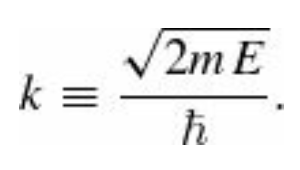 k ≡ √(2mE) / ħ.